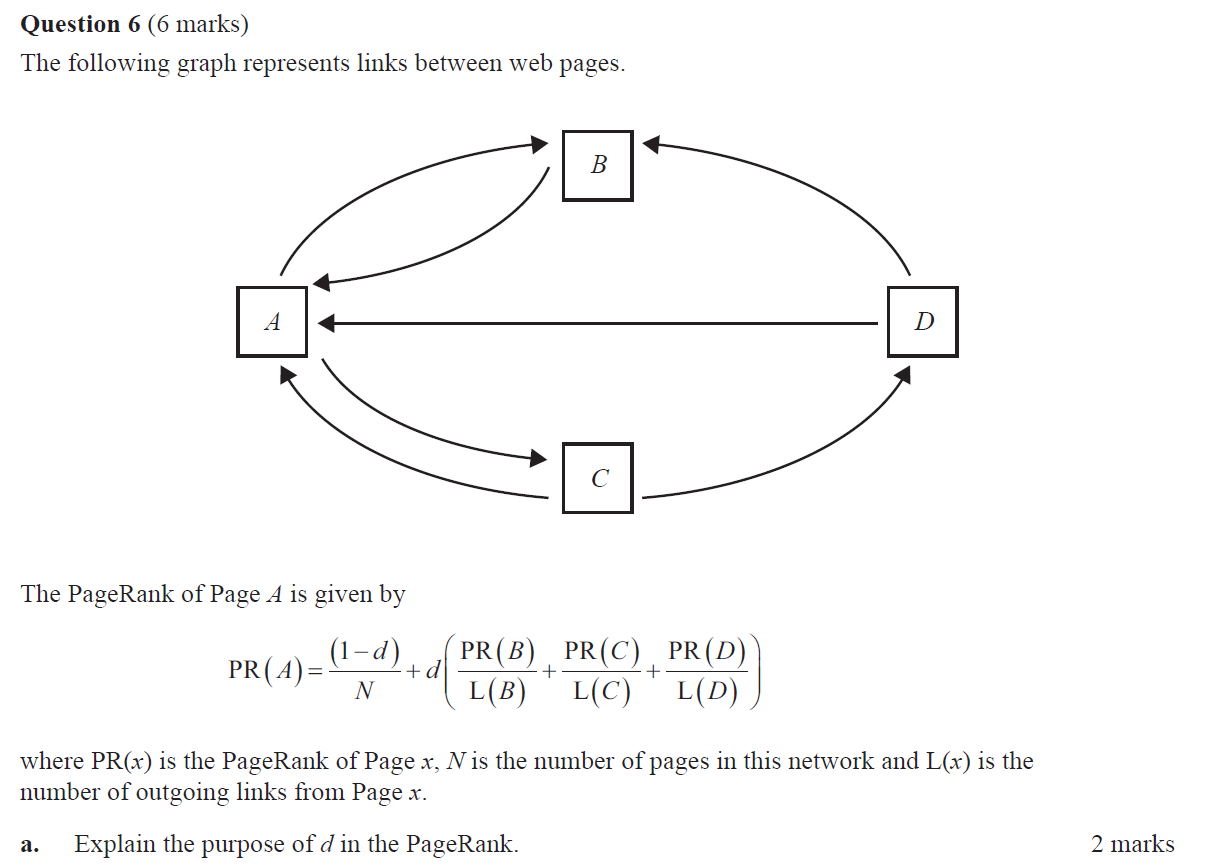 Question 6 (6 marks)
The following graph represents links between web pages.
B
A
D
C
The PageRank of Page A is given by
PR(A) = (1–d)/N + d(PR(B)/L(B) + PR(C)/L(C) + PR(D)/L(D))
where PR(x) is the PageRank of Page x, N is the number of pages in this network and L(x) is the
number of outgoing links from Page x.
a. Explain the purpose of d in the PageRank. 2 marks